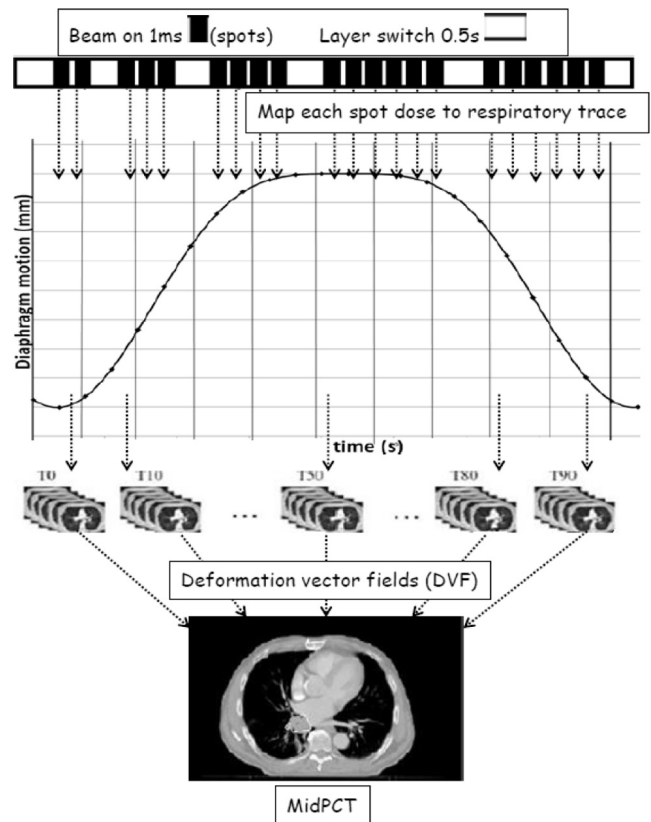 Beam on 1ms (spots) Layer switch 0.5s
Map each spot dose to respiratory trace
Diaphragm motion (mm)
time (s)
T0 T10 T50 T80 T90
... ...
Deformation vector fields (DVF)
MidPCT